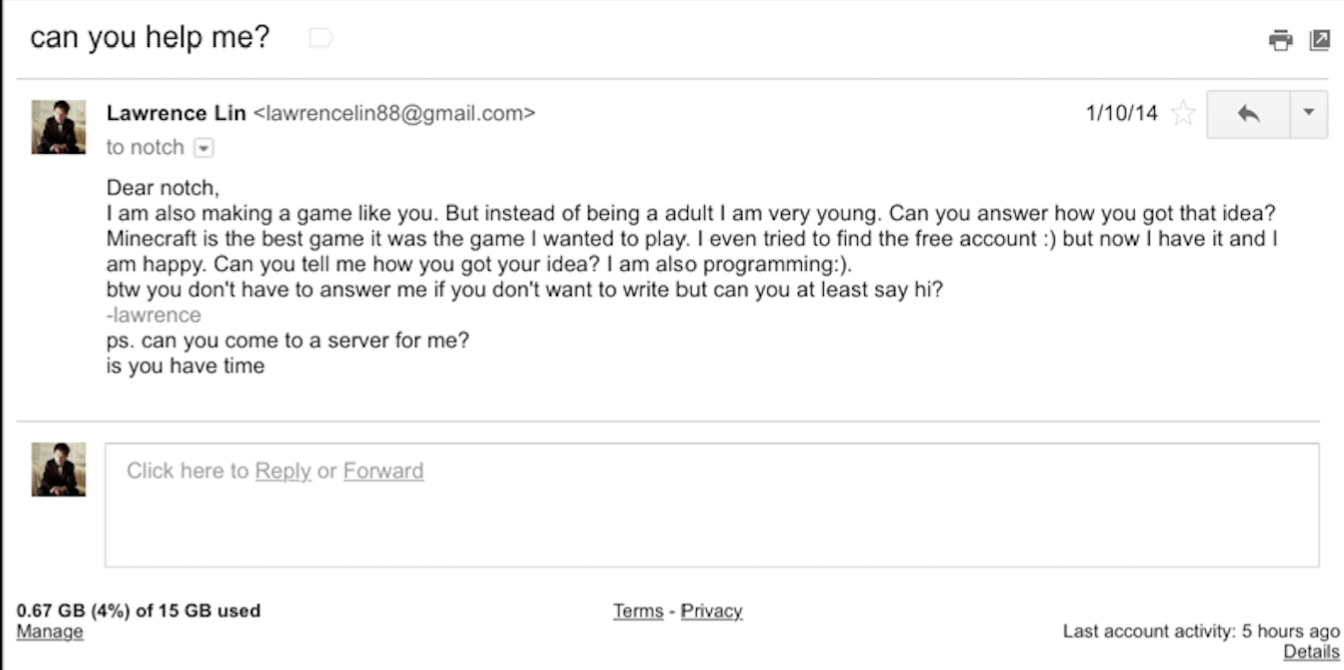 can you help me?
Lawrence Lin <lawrencelin88@gmail.com>
1/10/14
to notch
Dear notch,
I am also making a game like you. But instead of being a adult I am very young. Can you answer how you got that idea?
Minecraft is the best game it was the game I wanted to play. I even tried to find the free account :) but now I have it and I
am happy. Can you tell me how you got your idea? I am also programming:).
btw you don't have to answer me if you don't want to write but can you at least say hi?
-lawrence
ps. can you come to a server for me?
is you have time
Click here to Reply or Forward
0.67 GB (4%) of 15 GB used
Manage
Terms - Privacy
Last account activity: 5 hours ago
Details